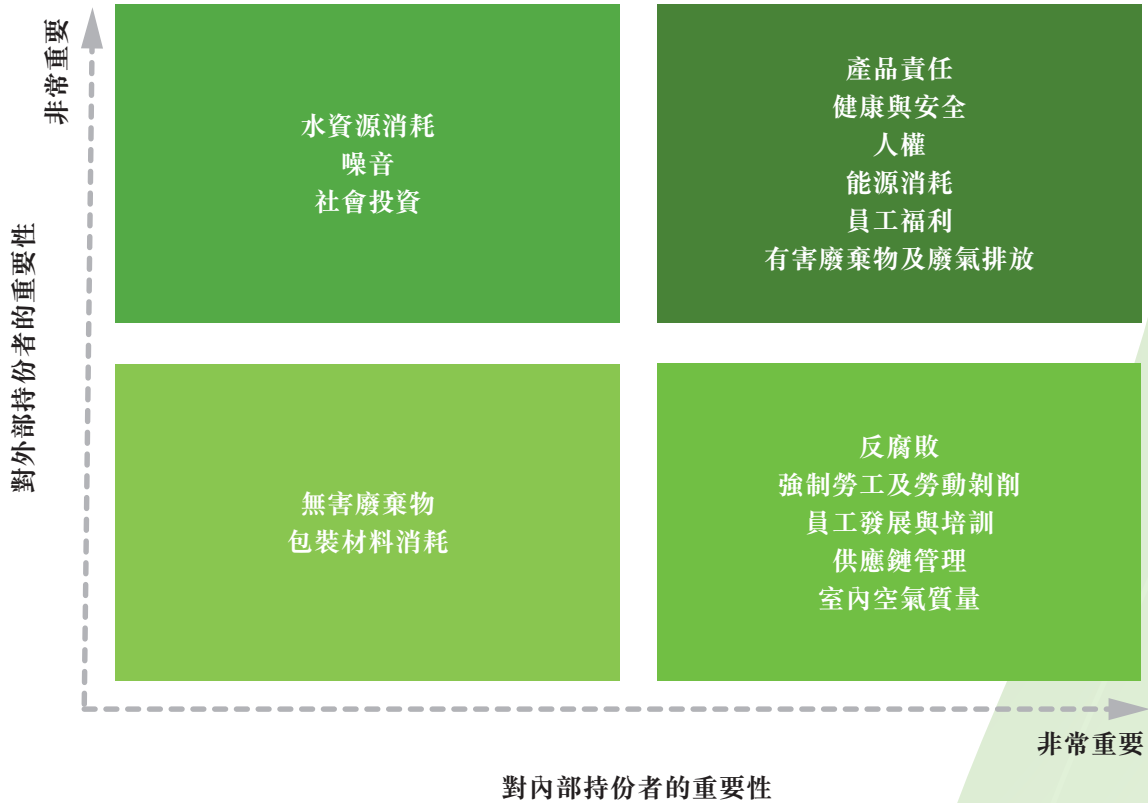 非常重要
對外部持份者的重要性
水資源消耗
噪音
社會投資
產品責任
健康與安全
人權
能源消耗
員工福利
有害廢棄物及廢氣排放
無害廢棄物
包裝材料消耗
反腐敗
強制勞工及勞動剝削
員工發展與培訓
供應鏈管理
室內空氣質量
非常重要
對內部持份者的重要性